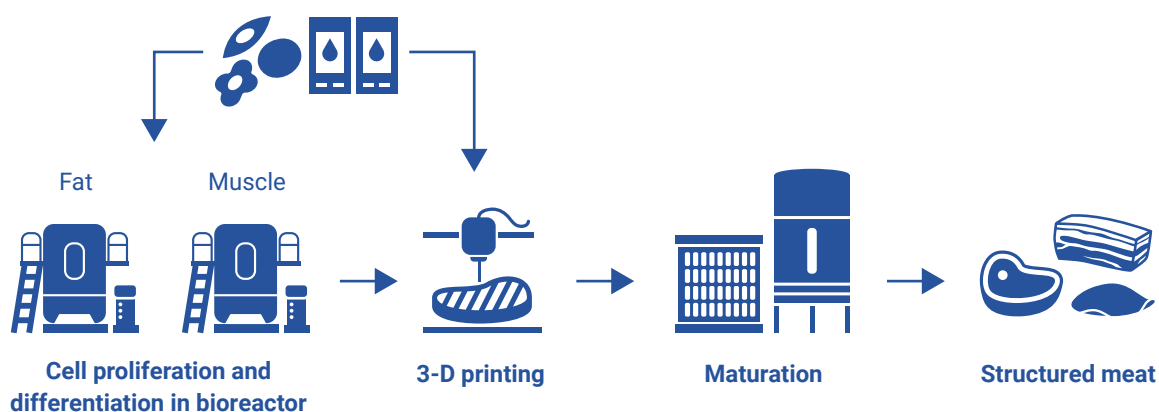 Fat
Muscle
Cell proliferation and
differentiation in bioreactor
3-D printing
Maturation
Structured meat